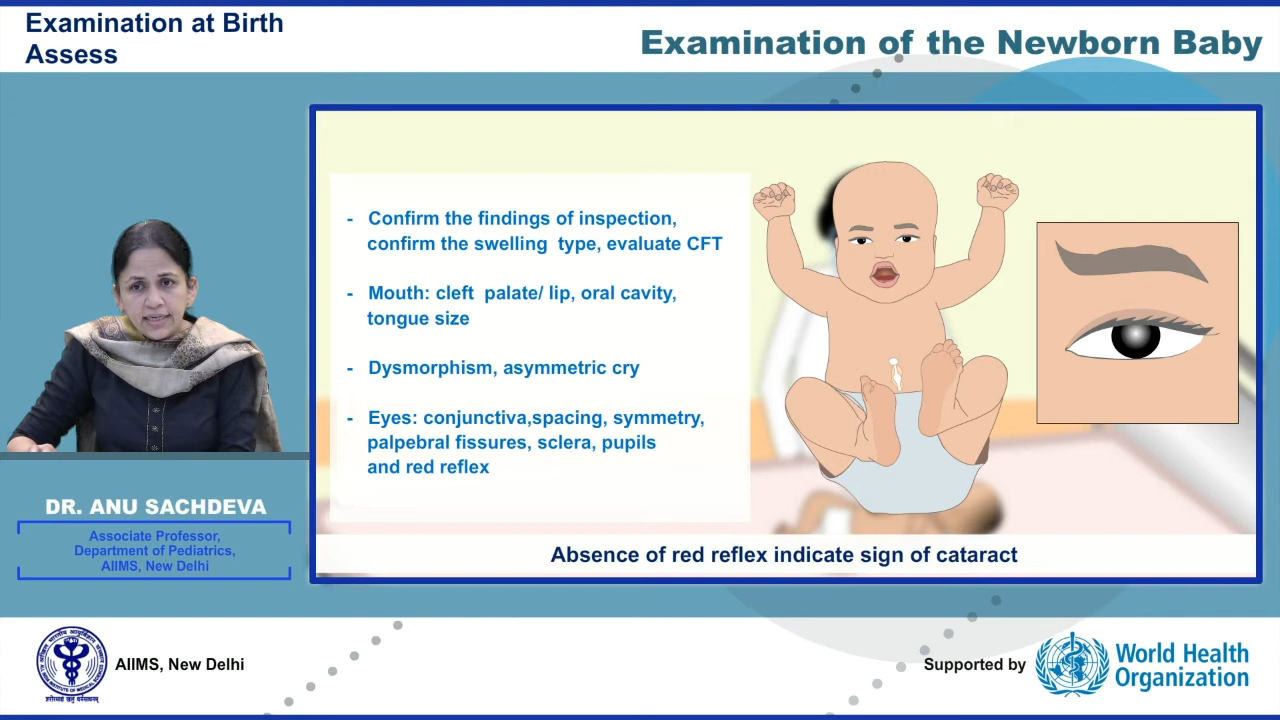 Examination at Birth
Assess
Examination of the Newborn Baby
- Confirm the findings of inspection,
confirm the swelling type, evaluate CFT
- Mouth: cleft palate/ lip, oral cavity,
tongue size
- Dysmorphism, asymmetric cry
- Eyes: conjunctiva,spacing, symmetry,
palpebral fissures, sclera, pupils
and red reflex
Absence of red reflex indicate sign of cataract
DR. ANU SACHDEVA
Associate Professor,
Department of Pediatrics,
AIIMS, New Delhi
AIIMS, New Delhi
Supported by
World Health
Organization